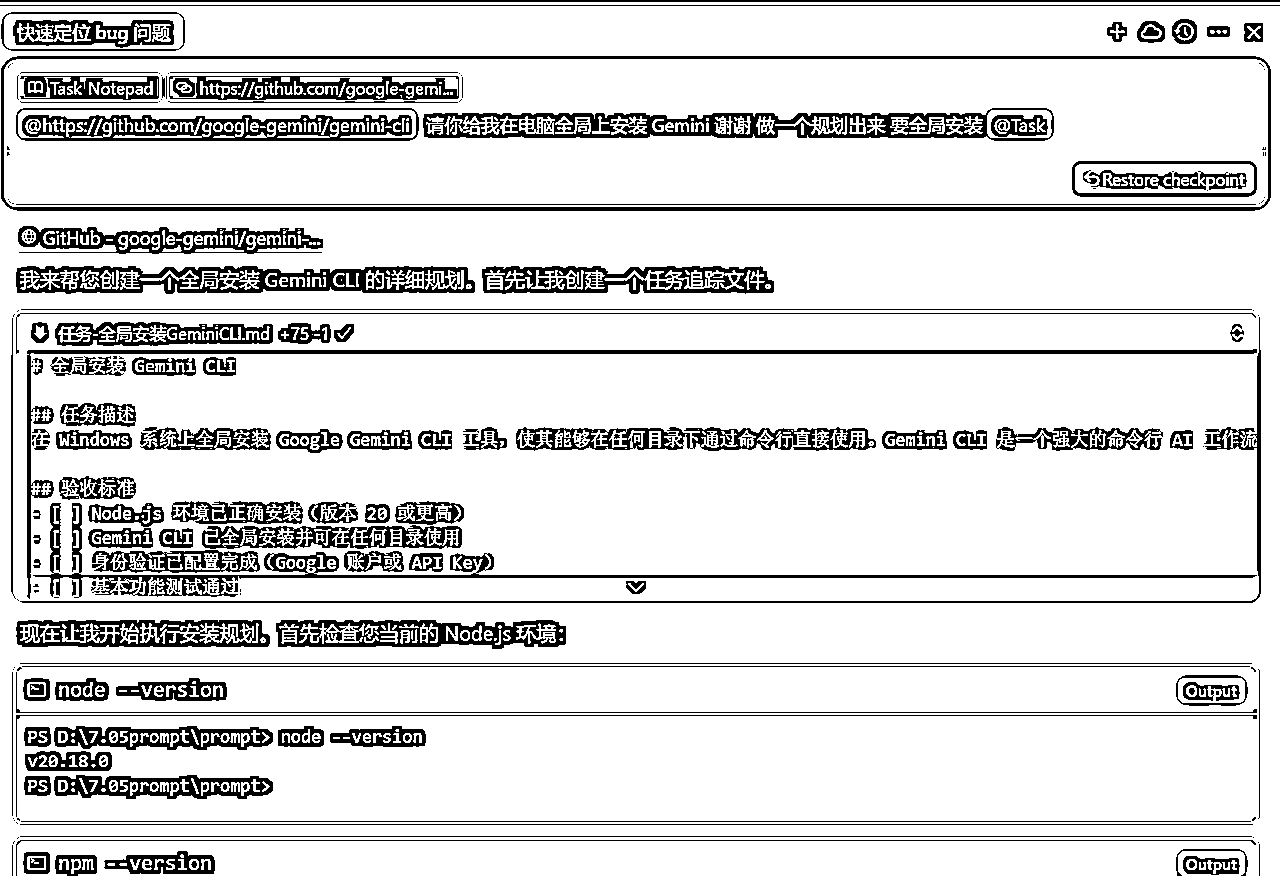 快速定位 bug 问题
Task Notepad https://github.com/google-gemi...
@https://github.com/google-gemini/gemini-cli 请你给我在电脑全局上安装 Gemini 谢谢 做一个规划出来 要全局安装 @Task
Restore checkpoint
GitHub - google-gemini/gemini-...
我来帮您创建一个全局安装 Gemini CLI 的详细规划。首先让我创建一个任务追踪文件。
任务-全局安装GeminiCLI.md +75 -1
# 全局安装 Gemini CLI
## 任务描述
在 Windows 系统上全局安装 Google Gemini CLI 工具，使其能够在任何目录下通过命令行直接使用。Gemini CLI 是一个强大的命令行 AI 工作流
## 验收标准
- [ ] Node.js 环境已正确安装（版本 20 或更高）
- [ ] Gemini CLI 已全局安装并可在任何目录使用
- [ ] 身份验证已配置完成（Google 账户或 API Key）
- [ ] 基本功能测试通过
现在让我开始执行安装规划。首先检查您当前的 Node.js 环境：
node --version Output
PS D:\7.05prompt\prompt> node --version
v20.18.0
PS D:\7.05prompt\prompt>
npm --version Output